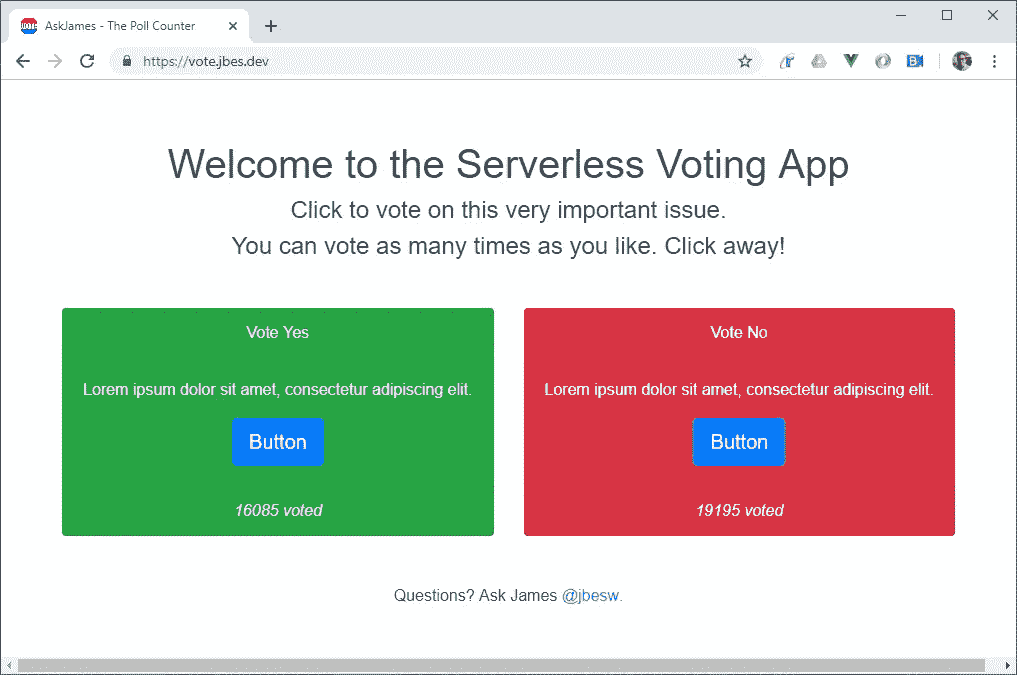 AskJames - The Poll Counter
https://vote.jbes.dev
Welcome to the Serverless Voting App
Click to vote on this very important issue.
You can vote as many times as you like. Click away!
Vote Yes
Lorem ipsum dolor sit amet, consectetur adipiscing elit.
Button
16085 voted
Vote No
Lorem ipsum dolor sit amet, consectetur adipiscing elit.
Button
19195 voted
Questions? Ask James @jbesw.